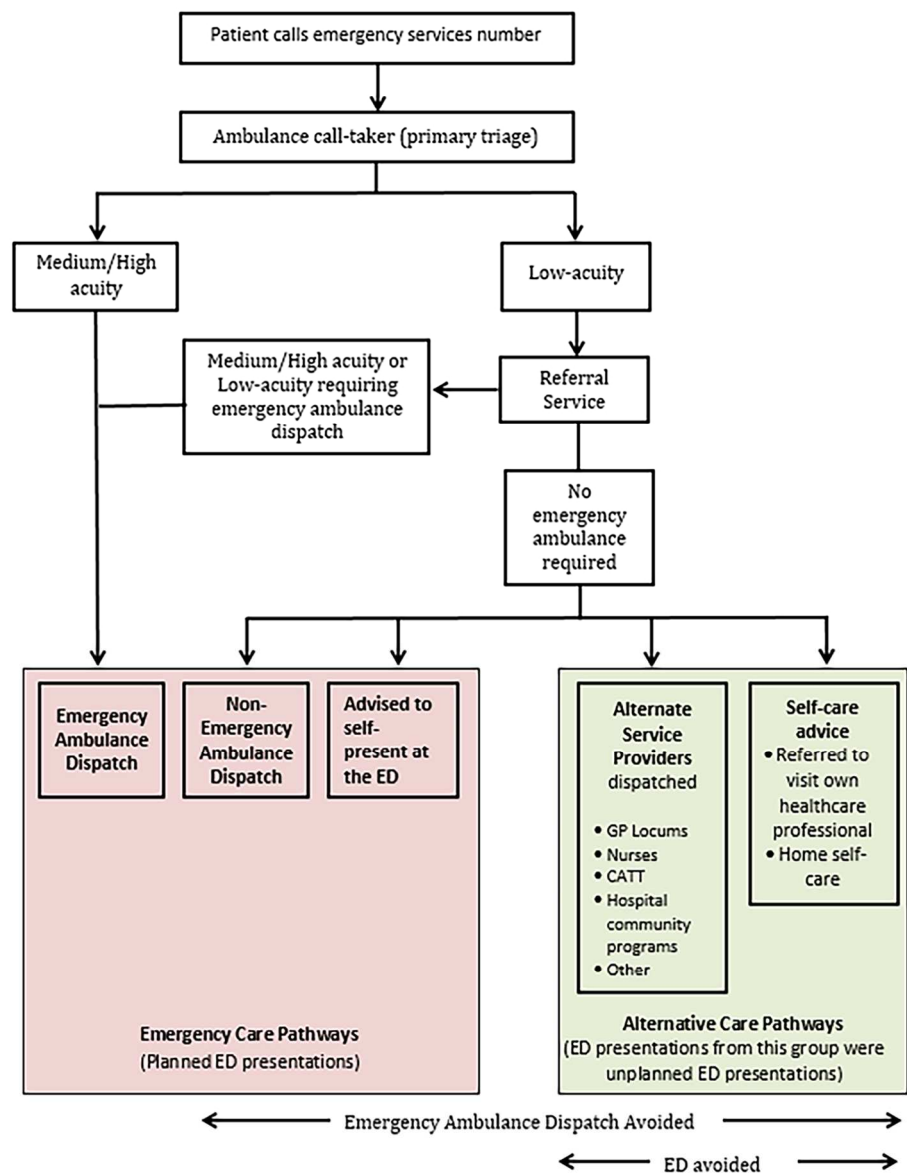 Patient calls emergency services number
Ambulance call-taker (primary triage)
Medium/High
acuity
Low-acuity
Medium/High acuity or
Low-acuity requiring
emergency ambulance
dispatch
Referral
Service
No
emergency
ambulance
required
Emergency
Ambulance
Dispatch
Non-
Emergency
Ambulance
Dispatch
Advised to
self-
present at
the ED
Alternate
Service
Providers
dispatched
• GP Locums
• Nurses
• CATT
• Hospital
community
programs
• Other
Self-care
advice
• Referred to
visit own
healthcare
professional
• Home self-
care
Emergency Care Pathways
(Planned ED presentations)
Alternative Care Pathways
(ED presentations from this group were
unplanned ED presentations)
Emergency Ambulance Dispatch Avoided
ED avoided